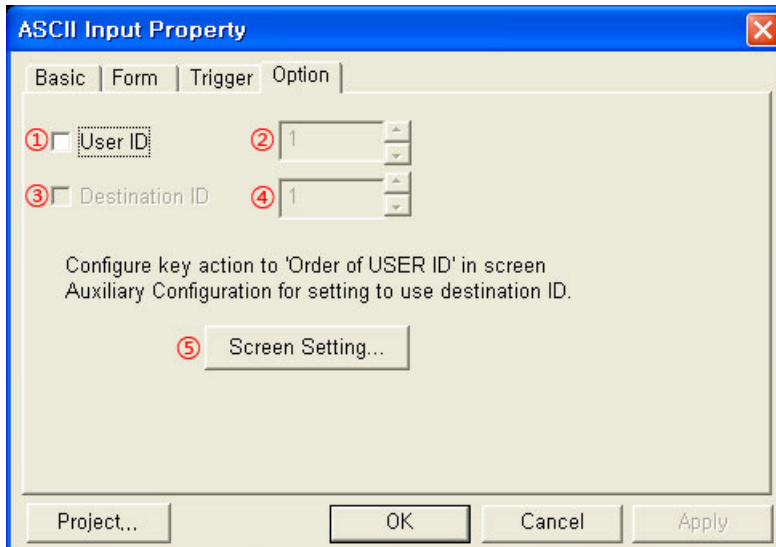 ASCII Input Property
Basic Form Trigger Option
① User ID ② 1
③ Destination ID ④ 1
Configure key action to 'Order of USER ID' in screen
Auxiliary Configuration for setting to use destination ID.
⑤ Screen Setting...
Project... OK Cancel Apply